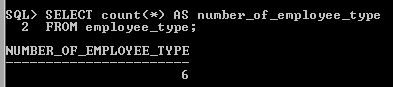 SQL> SELECT count(*) AS number_of_employee_type
2 FROM employee_type;
NUMBER_OF_EMPLOYEE_TYPE
-----------------------
6